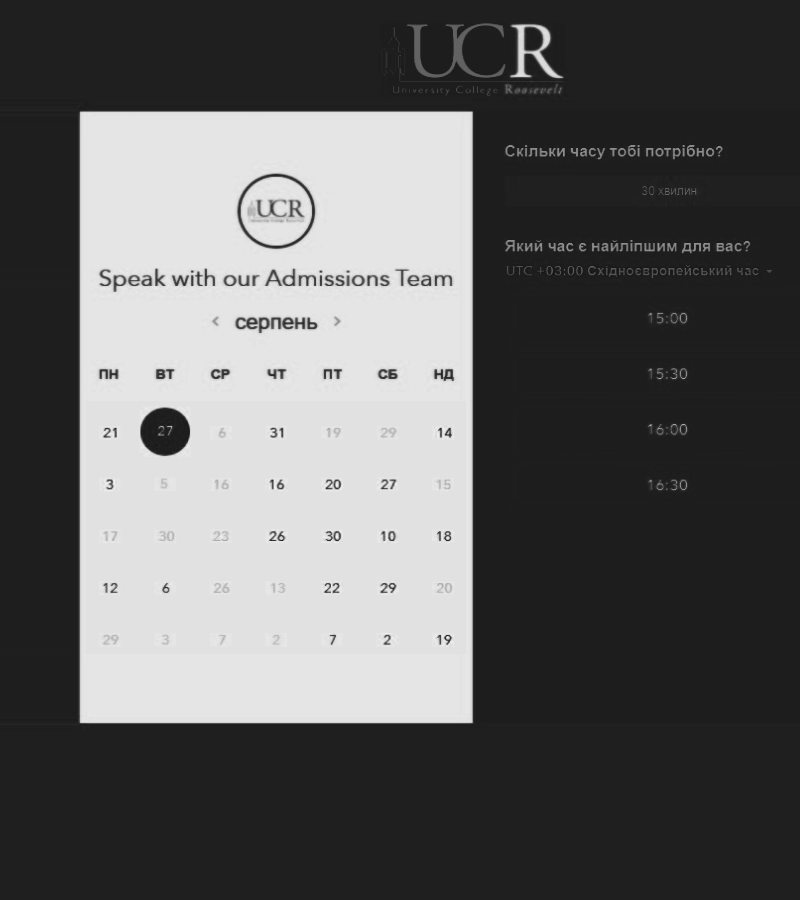 UCR
University College Roosevelt
UCR
Speak with our Admissions Team
‹ серпень ›
ПН ВТ СР ЧТ ПТ СБ НД
21 27 6 31 19 29 14
3 5 16 16 20 27 15
17 30 23 26 30 10 18
12 6 26 13 22 29 20
29 3 7 2 7 2 19
Скільки часу тобі потрібно?
30 хвилин
Який час є найліпшим для вас?
UTC +03:00 Східноєвропейський час
15:00
15:30
16:00
16:30